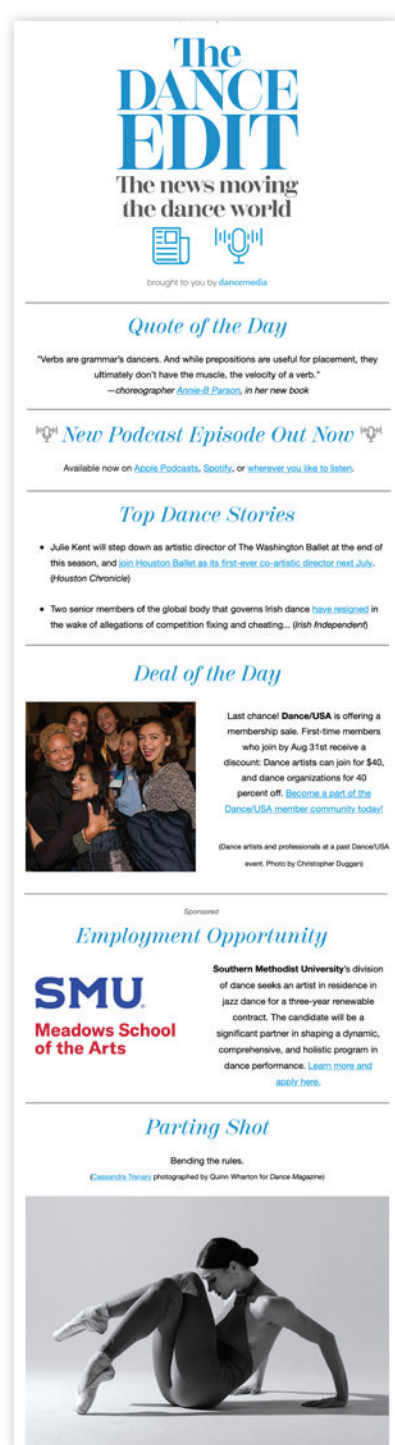 The
DANCE
EDIT
The news moving
the dance world
brought to you by dancemedia
Quote of the Day
"Verbs are grammar's dancers. And while prepositions are useful for placement, they
ultimately don't have the muscle, the velocity of a verb."
—choreographer Annie-B Parson, in her new book
New Podcast Episode Out Now
Available now on Apple Podcasts, Spotify, or wherever you like to listen.
Top Dance Stories
• Julie Kent will step down as artistic director of The Washington Ballet at the end of
this season, and join Houston Ballet as its first-ever co-artistic director next July.
(Houston Chronicle)
• Two senior members of the global body that governs Irish dance have resigned in
the wake of allegations of competition fixing and cheating... (Irish Independent)
Deal of the Day
Last chance! Dance/USA is offering a
membership sale. First-time members
who join by Aug 31st receive a
discount: Dance artists can join for $40,
and dance organizations for 40
percent off. Become a part of the
Dance/USA member community today!
(Dance artists and professionals at a past Dance/USA
event. Photo by Christopher Duggan)
Sponsored
Employment Opportunity
SMU
Meadows School
of the Arts
Southern Methodist University's division
of dance seeks an artist in residence in
jazz dance for a three-year renewable
contract. The candidate will be a
significant partner in shaping a dynamic,
comprehensive, and holistic program in
dance performance. Learn more and
apply here.
Parting Shot
Bending the rules.
(Cassandra Trenary photographed by Quinn Wharton for Dance Magazine)